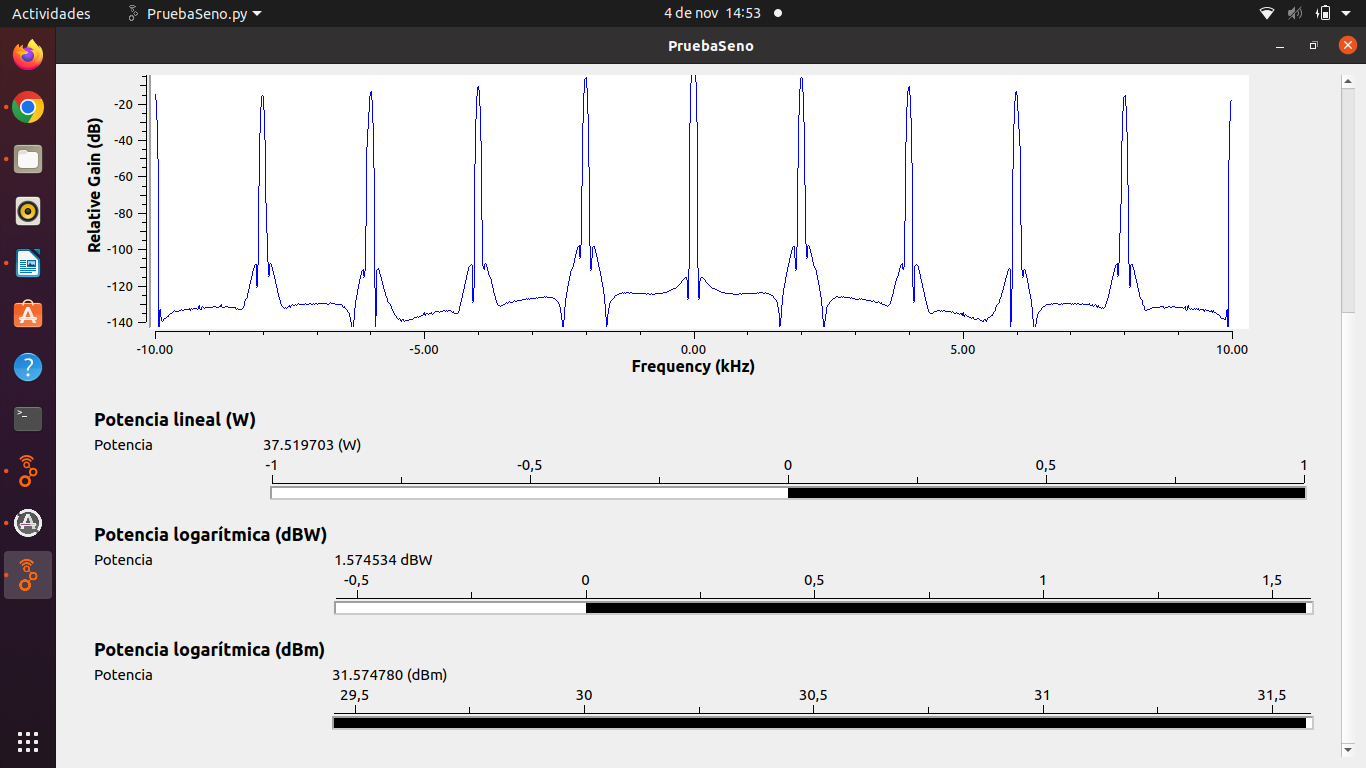 Actividades PruebaSeno.py 4 de nov 14:53
PruebaSeno
Relative Gain (dB)
-20
-40
-60
-80
-100
-120
-140
-10.00 -5.00 0.00 5.00 10.00
Frequency (kHz)
Potencia lineal (W)
Potencia 37.519703 (W)
-1 -0,5 0 0,5 1
Potencia logarítmica (dBW)
Potencia 1.574534 dBW
-0,5 0 0,5 1 1,5
Potencia logarítmica (dBm)
Potencia 31.574780 (dBm)
29,5 30 30,5 31 31,5